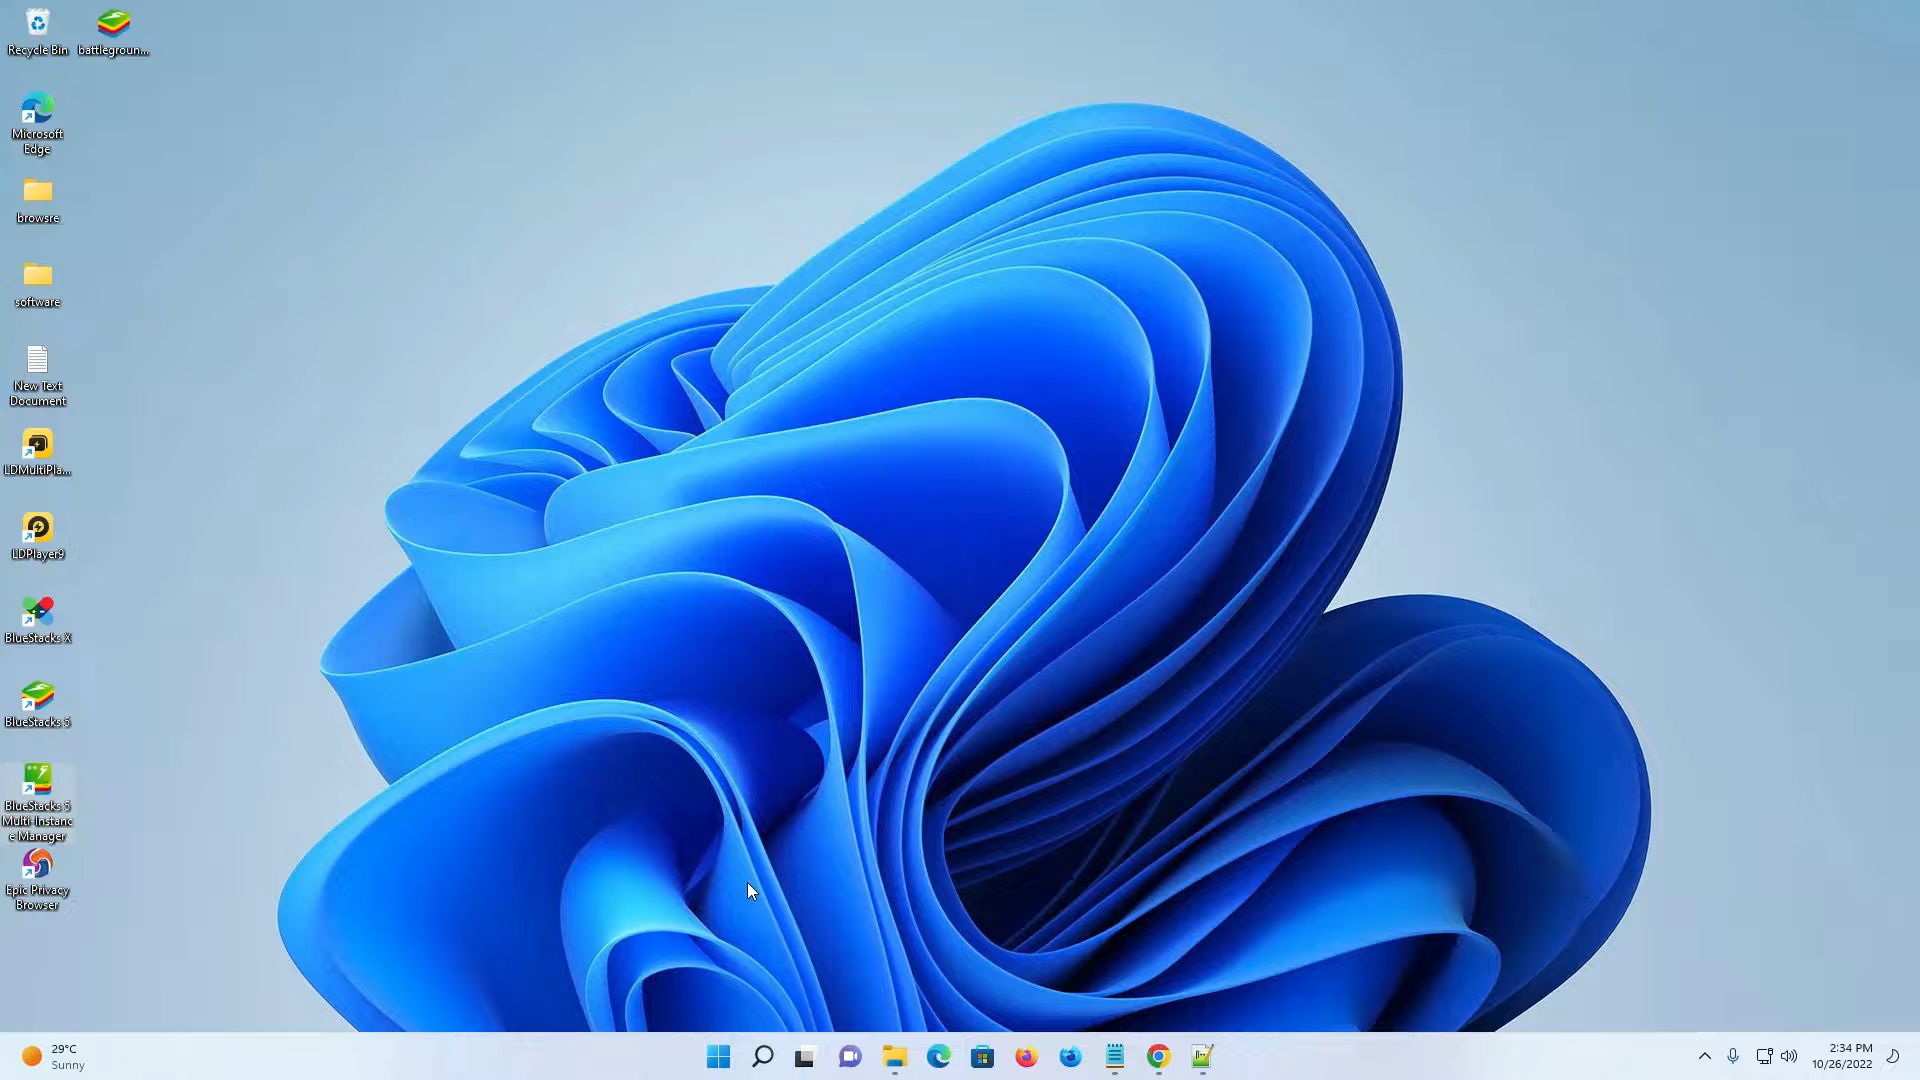 Recycle Bin
battlegroun...
Microsoft
Edge
browsre
software
New Text
Document
LDMultiPla...
LDPlayer9
BlueStacks X
BlueStacks 5
BlueStacks 5
Multi-Instanc
e Manager
Epic Privacy
Browser
29°C
Sunny
2:34 PM
10/26/2022